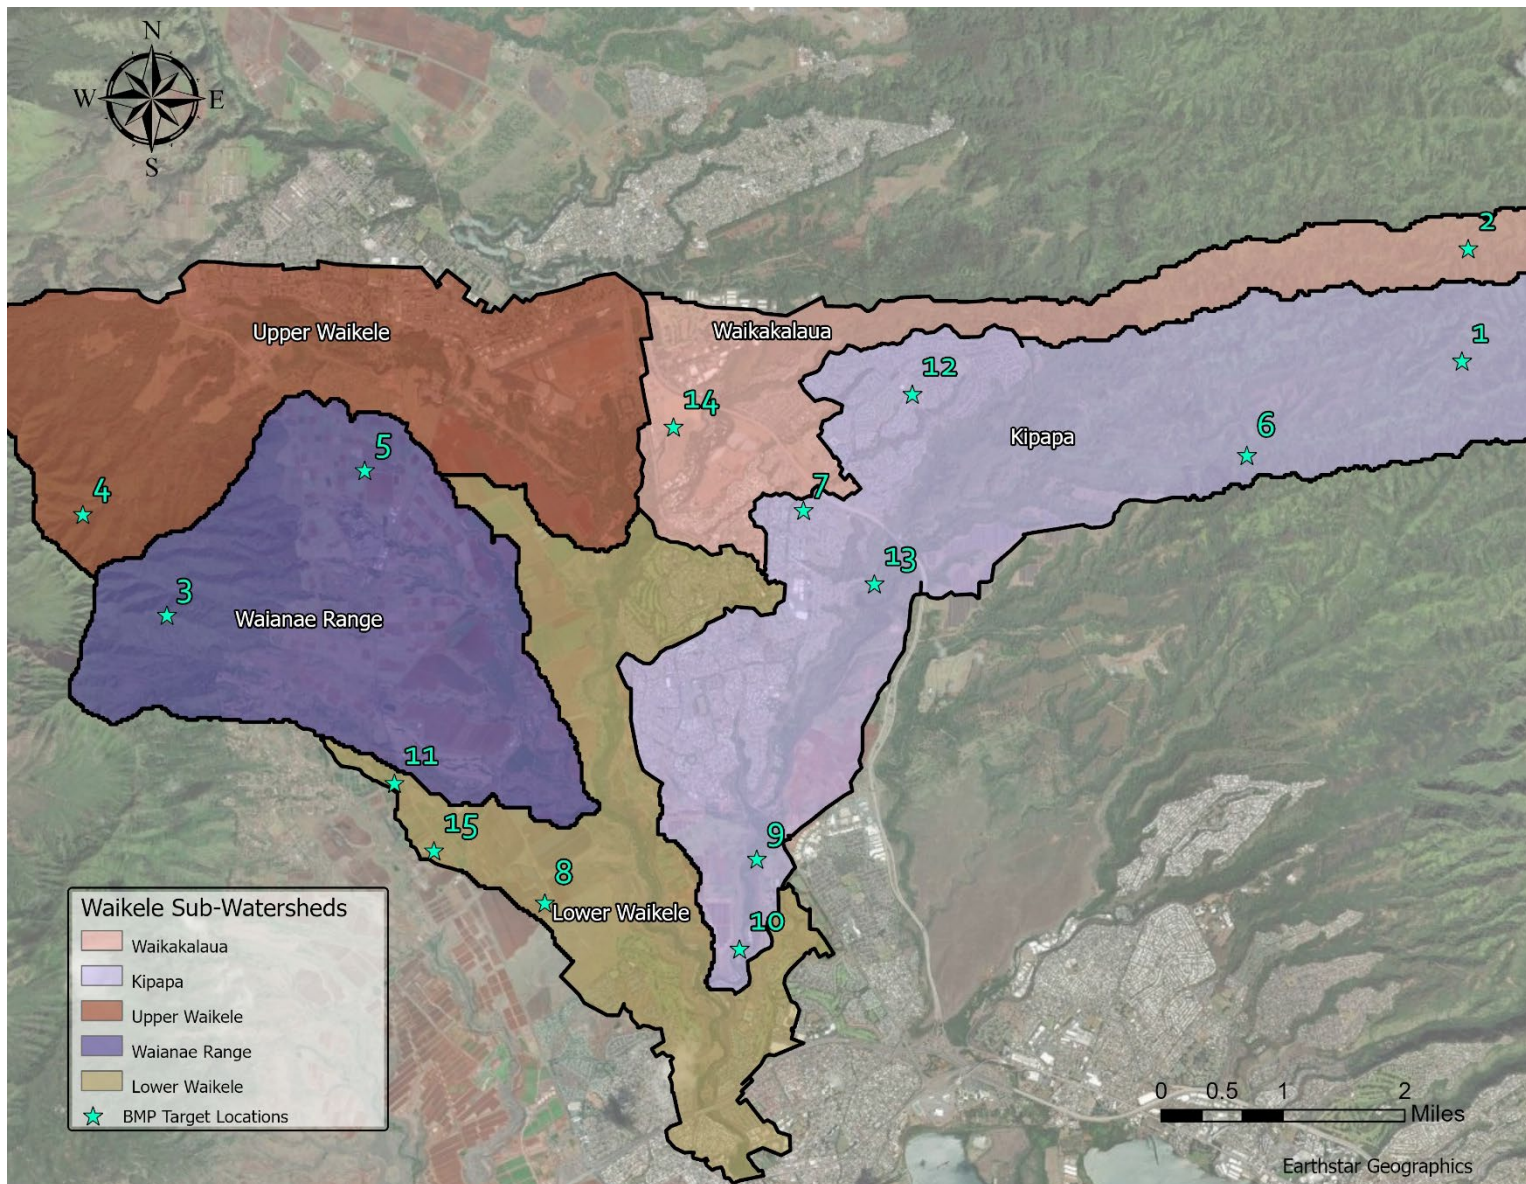 N
W E
S
2
1
Upper Waikele
Waikakalaua
12
14
Kipapa
6
5
7
4
13
3
Waianae Range
11
15
9
8
Lower Waikele
10
Waikele Sub-Watersheds
Waikakalaua
Kipapa
Upper Waikele
Waianae Range
Lower Waikele
BMP Target Locations
0 0.5 1 2
Miles
Earthstar Geographics